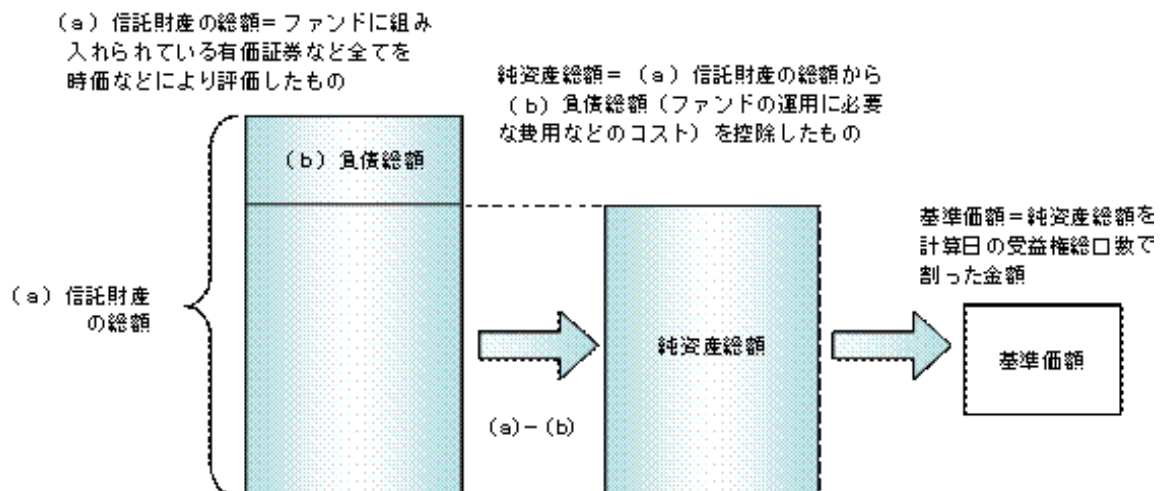 (a)信託財産の総額=ファンドに組み
入れられている有価証券など全てを
時価などにより評価したもの
純資産総額=(a)信託財産の総額から
(b)負債総額(ファンドの運用に必要
な費用などのコスト)を控除したもの
(b)負債総額
基準価額=純資産総額を
計算日の受益権総口数で
割った金額
(a)信託財産
の総額
純資産総額
基準価額
(a)-(b)